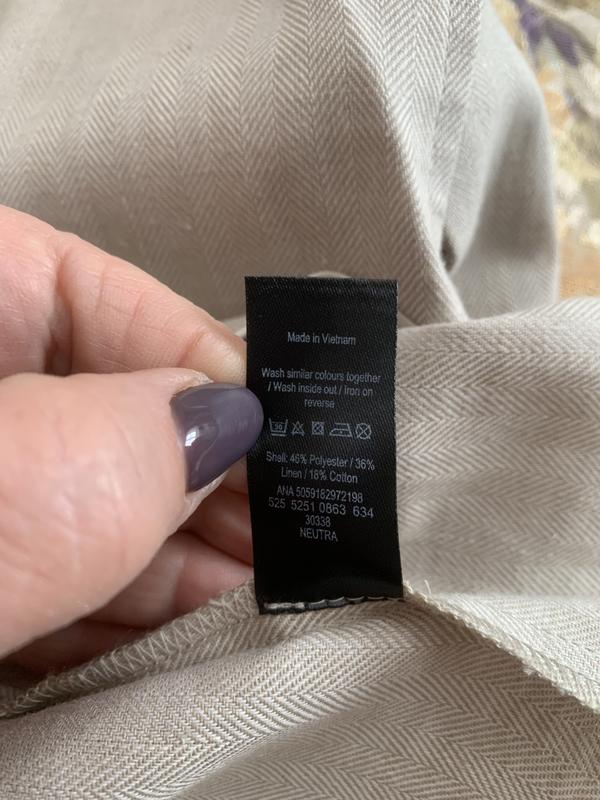 Made in Vietnam
Wash similar colours together
/ Wash inside out / Iron on
reverse
30
Shell: 46% Polyester / 36%
Linen / 18% Cotton
ANA 5059182972198
525 5251 0863 634
30338
NEUTRA